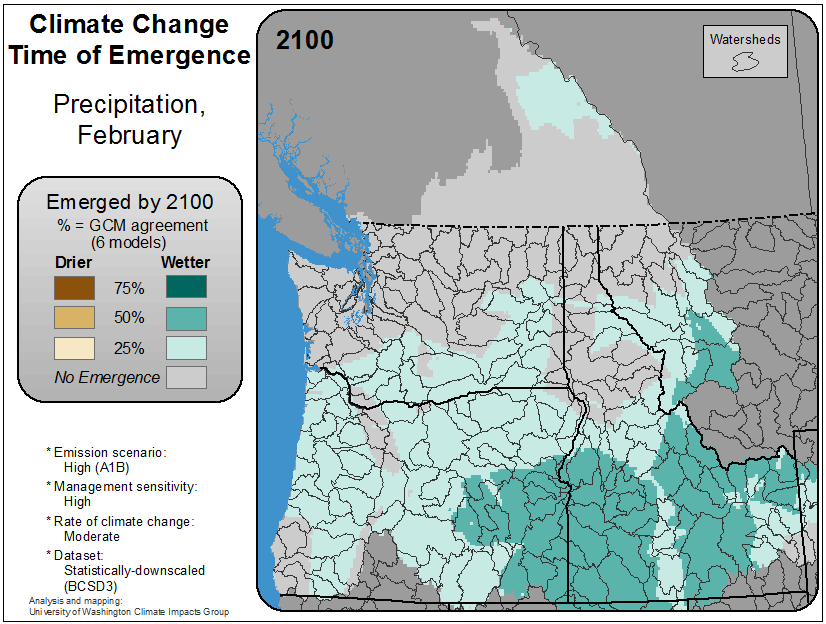 Climate Change
Time of Emergence
Precipitation,
February
2100
Watersheds
Emerged by 2100
% = GCM agreement
(6 models)
Drier Wetter
75%
50%
25%
No Emergence
* Emission scenario:
High (A1B)
* Management sensitivity:
High
* Rate of climate change:
Moderate
* Dataset:
Statistically-downscaled
(BCSD3)
Analysis and mapping:
University of Washington Climate Impacts Group